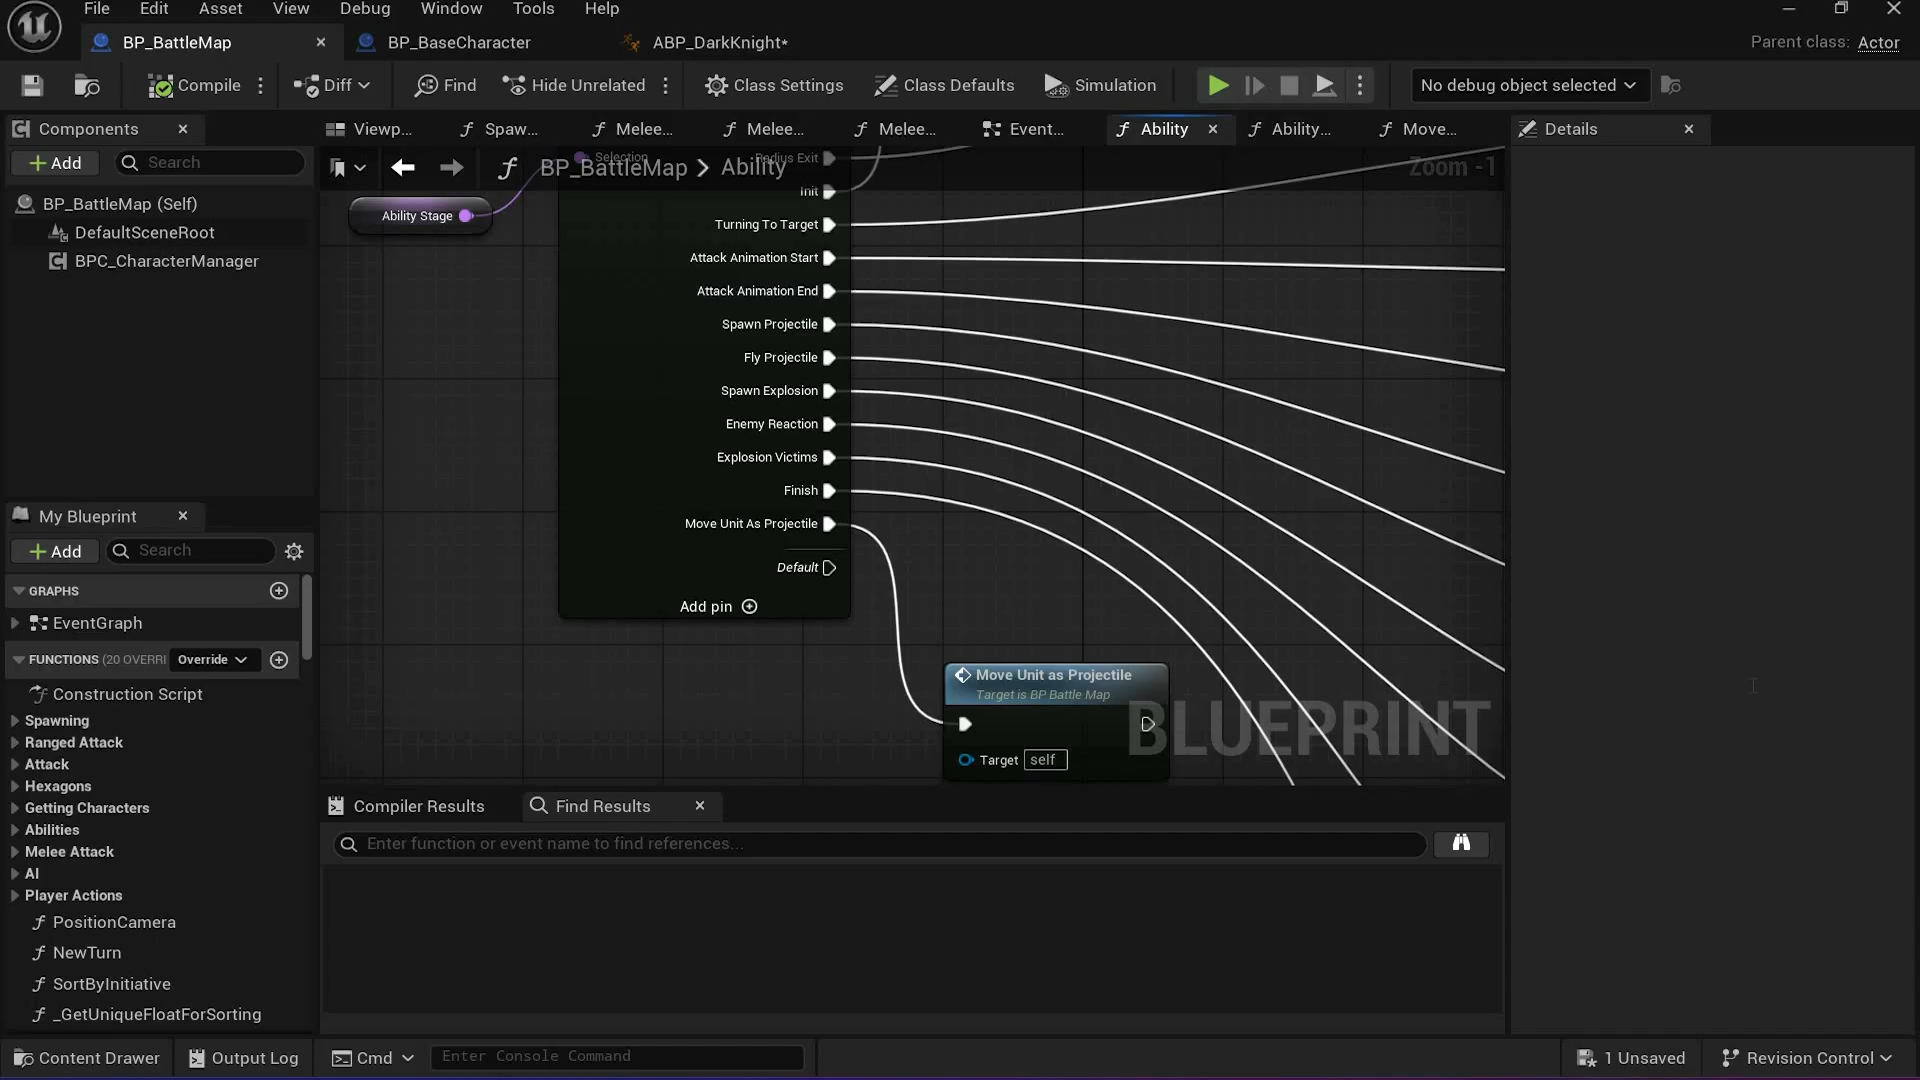 File Edit Asset View Debug Window Tools Help
BP_BattleMap BP_BaseCharacter ABP_DarkKnight* Parent class: Actor
Compile Diff Find Hide Unrelated Class Settings Class Defaults Simulation No debug object selected
Components Viewp... Spaw... Melee... Melee... Melee... Event... Ability Ability... Move... Details
Add Search
BP_BattleMap > Ability Zoom -1
Selection Radius Exit
Init
BP_BattleMap (Self)
Ability Stage
DefaultSceneRoot
Turning To Target
BPC_CharacterManager
Attack Animation Start
Attack Animation End
Spawn Projectile
Fly Projectile
Spawn Explosion
Enemy Reaction
Explosion Victims
Finish
Move Unit As Projectile
Default
Add pin
Move Unit as Projectile
Target is BP Battle Map
Target self
BLUEPRINT
My Blueprint
Add Search
GRAPHS
EventGraph
FUNCTIONS (20 OVERRI Override
Construction Script
Spawning
Ranged Attack
Attack
Hexagons
Getting Characters
Abilities
Melee Attack
AI
Player Actions
PositionCamera
NewTurn
SortByInitiative
_GetUniqueFloatForSorting
Compiler Results Find Results
Enter function or event name to find references...
Content Drawer Output Log Cmd Enter Console Command 1 Unsaved Revision Control